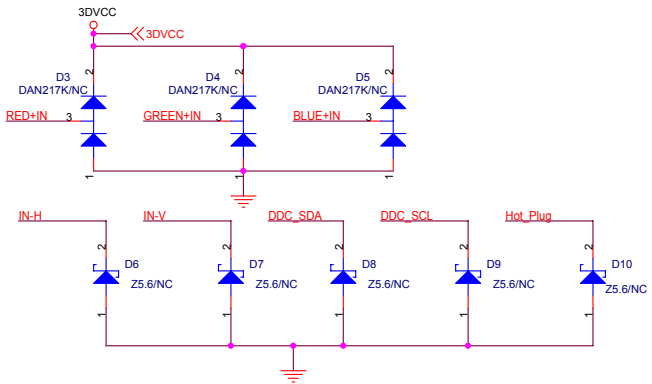 3DVCC
3DVCC
D3 D4 D5
2 2 2
DAN217K/NC DAN217K/NC DAN217K/NC
RED+IN 3 GREEN+IN 3 BLUE+IN 3
1 1 1
IN-H IN-V DDC_SDA DDC_SCL Hot_Plug
2 2 2 2 2
D6 D7 D8 D9 D10
Z5.6/NC Z5.6/NC Z5.6/NC Z5.6/NC Z5.6/NC
1 1 1 1 1